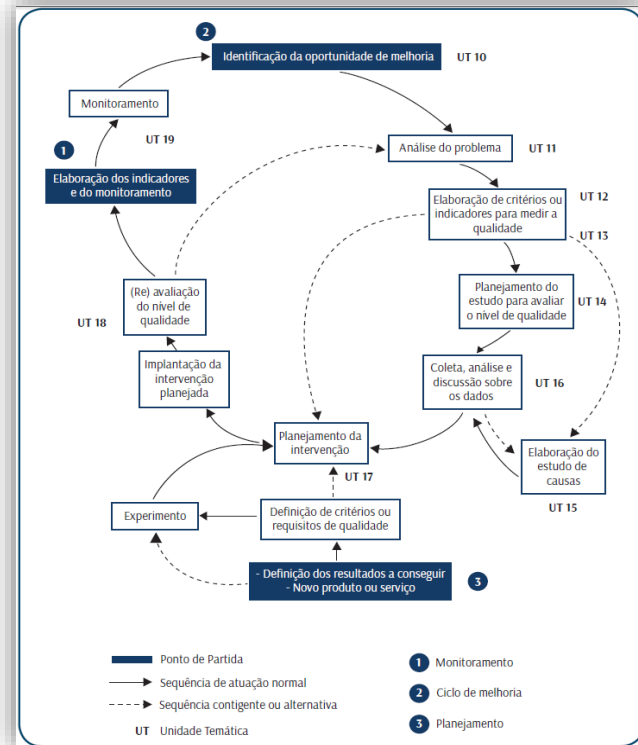 2
Identificação da oportunidade de melhoria
UT 10
Monitoramento
UT 19
Análise do problema
UT 11
1
Elaboração dos indicadores
e do monitoramento
Elaboração de critérios ou
indicadores para medir a
qualidade
UT 12
UT 13
(Re) avaliação
do nível de
qualidade
UT 18
Planejamento do
estudo para avaliar
o nível de qualidade
UT 14
Implantação da
intervenção
planejada
Coleta, análise e
discussão sobre
os dados
UT 16
Planejamento da
intervenção
UT 17
Elaboração do
estudo de
causas
UT 15
Experimento
Definição de critérios ou
requisitos de qualidade
- Definição dos resultados a conseguir
- Novo produto ou serviço
3
Ponto de Partida
Sequência de atuação normal
Sequência contigente ou alternativa
UT Unidade Temática
1 Monitoramento
2 Ciclo de melhoria
3 Planejamento